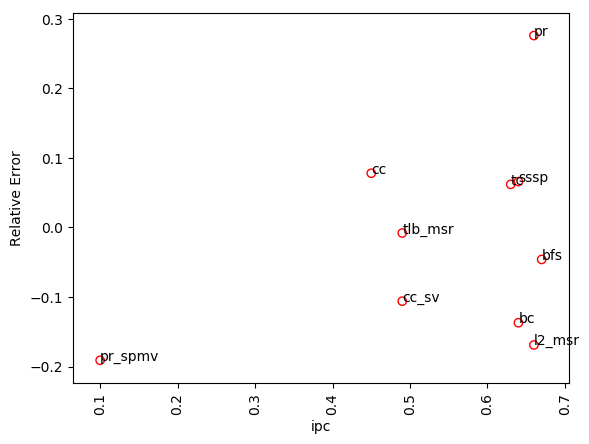 Relative Error
0.3
0.2
0.1
0.0
−0.1
−0.2
pr
cc
tc
sssp
tlb_msr
bfs
cc_sv
bc
l2_msr
pr_spmv
0.1
0.2
0.3
0.4
0.5
0.6
0.7
ipc